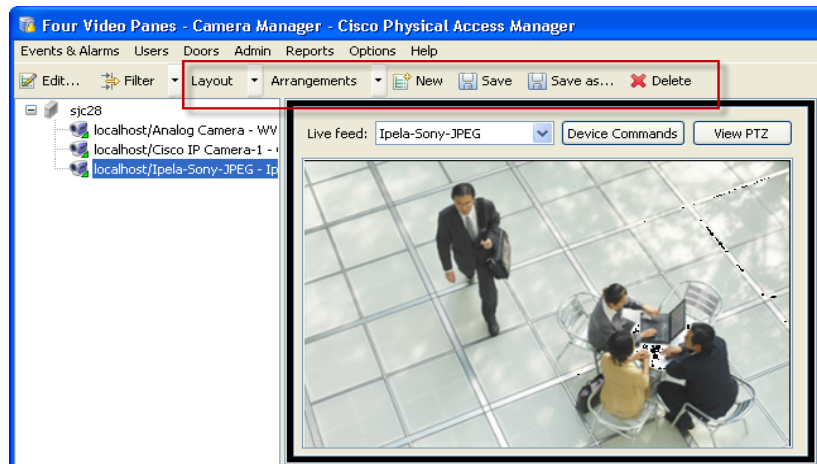 Four Video Panes - Camera Manager - Cisco Physical Access Manager
Events & Alarms Users Doors Admin Reports Options Help
Edit... Filter Layout Arrangements New Save Save as... Delete
sjc28
localhost/Analog Camera - WV
localhost/Cisco IP Camera-1 -
localhost/Ipela-Sony-JPEG - Ip
Live feed: Ipela-Sony-JPEG Device Commands View PTZ